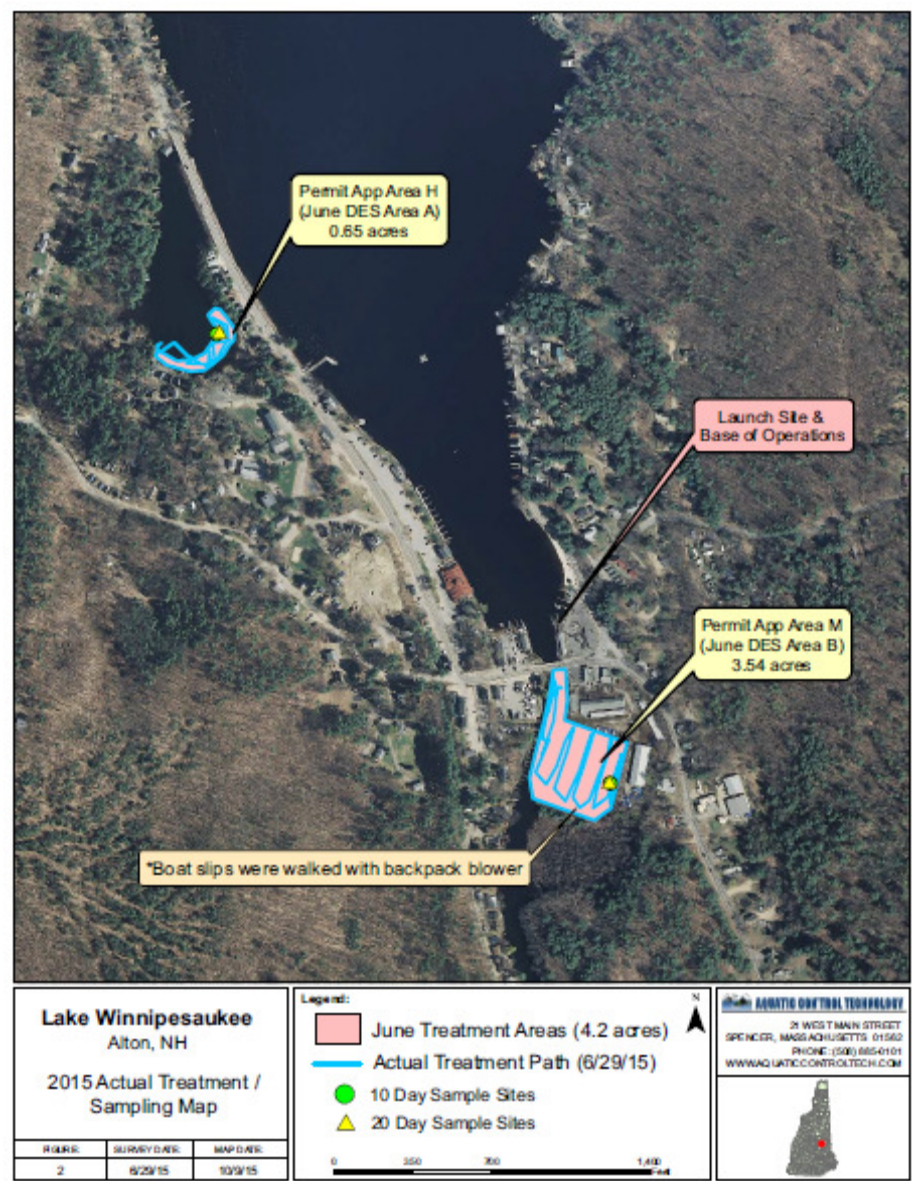 Permit App Area H
(June DES Area A)
0.65 acres
Launch Site &
Base of Operations
Permit App Area M
(June DES Area B)
3.54 acres
*Boat slips were walked with backpack blower
Lake Winnipesaukee
Alton, NH
2015 Actual Treatment /
Sampling Map
FIGURE: SURVEY DATE: MAP DATE:
2 6/29/15 10/9/15
Legend:
N
June Treatment Areas (4.2 acres)
Actual Treatment Path (6/29/15)
10 Day Sample Sites
20 Day Sample Sites
0 350 700 1,400
Feet
AQUATIC CONTROL TECHNOLOGY
21 WEST MAIN STREET
SPENCER, MASSACHUSETTS 01562
PHONE: (508) 885-0101
WWW.AQUATICCONTROLTECH.COM